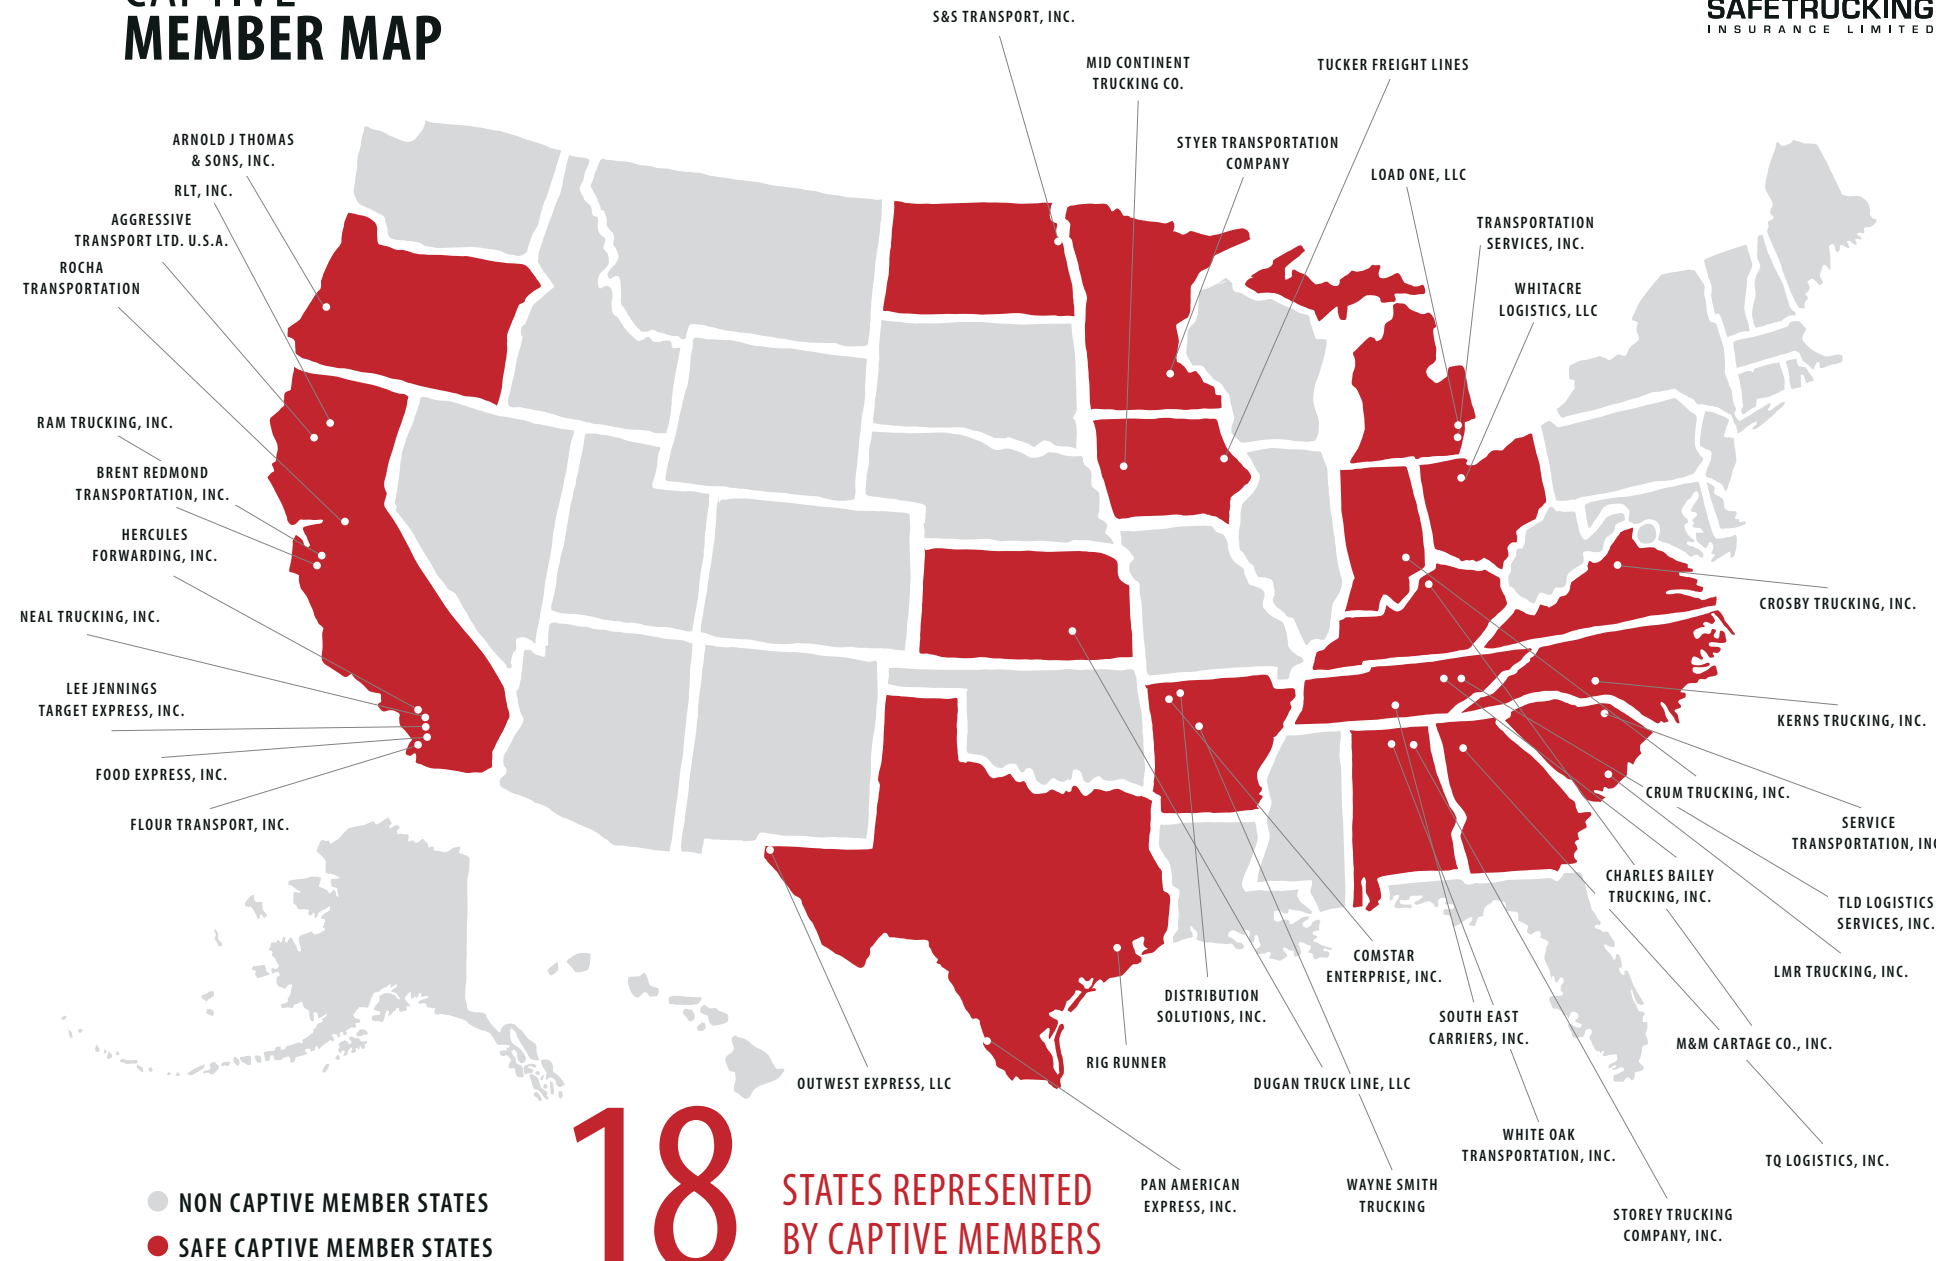 CAPTIVE
MEMBER MAP
SAFETRUCKING
INSURANCE LIMITED
S&S TRANSPORT, INC.
MID CONTINENT
TRUCKING CO.
TUCKER FREIGHT LINES
STYER TRANSPORTATION
COMPANY
LOAD ONE, LLC
TRANSPORTATION
SERVICES, INC.
WHITACRE
LOGISTICS, LLC
ARNOLD J THOMAS
& SONS, INC.
RLT, INC.
AGGRESSIVE
TRANSPORT LTD. U.S.A.
ROCHA
TRANSPORTATION
RAM TRUCKING, INC.
BRENT REDMOND
TRANSPORTATION, INC.
HERCULES
FORWARDING, INC.
NEAL TRUCKING, INC.
LEE JENNINGS
TARGET EXPRESS, INC.
FOOD EXPRESS, INC.
FLOUR TRANSPORT, INC.
CROSBY TRUCKING, INC.
KERNS TRUCKING, INC.
CRUM TRUCKING, INC.
SERVICE
TRANSPORTATION, INC
CHARLES BAILEY
TRUCKING, INC.
TLD LOGISTICS
SERVICES, INC.
LMR TRUCKING, INC.
COMSTAR
ENTERPRISE, INC.
DISTRIBUTION
SOLUTIONS, INC.
SOUTH EAST
CARRIERS, INC.
M&M CARTAGE CO., INC.
RIG RUNNER
OUTWEST EXPRESS, LLC
DUGAN TRUCK LINE, LLC
WHITE OAK
TRANSPORTATION, INC.
TQ LOGISTICS, INC.
PAN AMERICAN
EXPRESS, INC.
WAYNE SMITH
TRUCKING
STOREY TRUCKING
COMPANY, INC.
NON CAPTIVE MEMBER STATES
SAFE CAPTIVE MEMBER STATES
18
STATES REPRESENTED
BY CAPTIVE MEMBERS